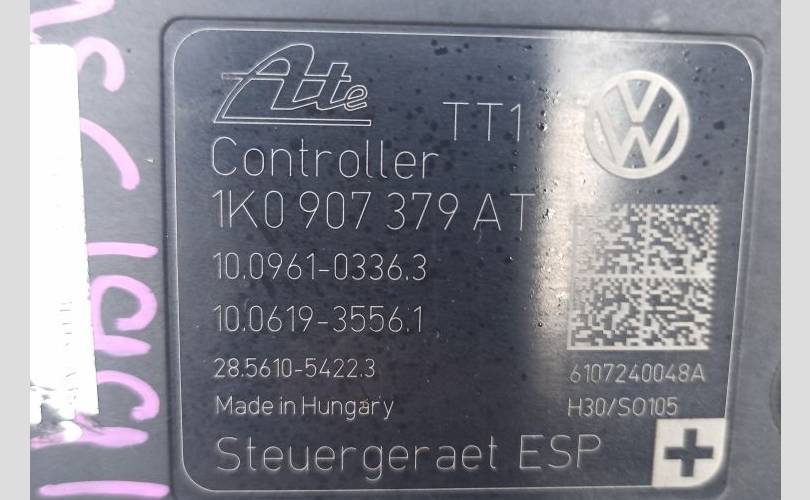 Ate
TT1
Controller
1K0 907 379 AT
10.0961-0336.3
10.0619-3556.1
28.5610-5422.3
6107240048A
Made in Hungary
H30/SO105
Steuergeraet ESP